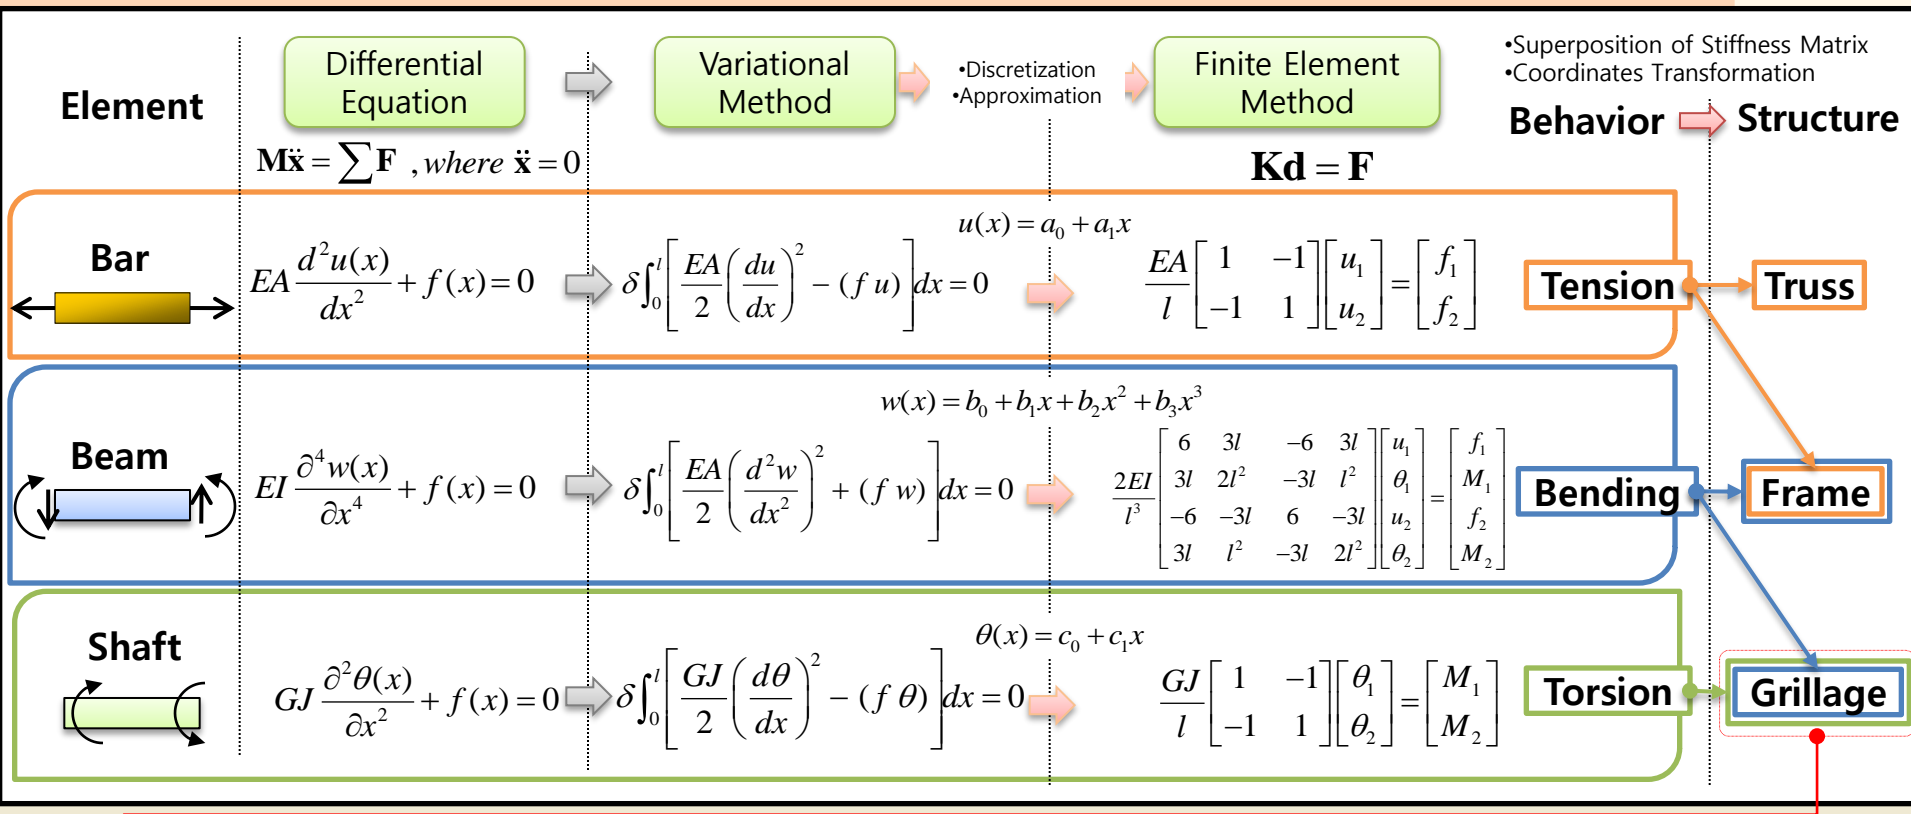 Element
Differential
Equation
Variational
Method
•Discretization
•Approximation
Finite Element
Method
•Superposition of Stiffness Matrix
•Coordinates Transformation
Behavior
Structure
Mẍ = ∑F , where ẍ = 0
Kd = F
Bar
EA d²u(x)/dx² + f(x) = 0
δ∫₀ˡ [ EA/2 (du/dx)² − (f u) ] dx = 0
u(x) = a₀ + a₁x
EA/l [1 −1; −1 1] [u₁; u₂] = [f₁; f₂]
Tension
Truss
Beam
EI ∂⁴w(x)/∂x⁴ + f(x) = 0
δ∫₀ˡ [ EA/2 (d²w/dx²)² + (f w) ] dx = 0
w(x) = b₀ + b₁x + b₂x² + b₃x³
2EI/l³ [6 3l −6 3l; 3l 2l² −3l l²; −6 −3l 6 −3l; 3l l² −3l 2l²] [u₁; θ₁; u₂; θ₂] = [f₁; M₁; f₂; M₂]
Bending
Frame
Shaft
GJ ∂²θ(x)/∂x² + f(x) = 0
δ∫₀ˡ [ GJ/2 (dθ/dx)² − (f θ) ] dx = 0
θ(x) = c₀ + c₁x
GJ/l [1 −1; −1 1] [θ₁; θ₂] = [M₁; M₂]
Torsion
Grillage